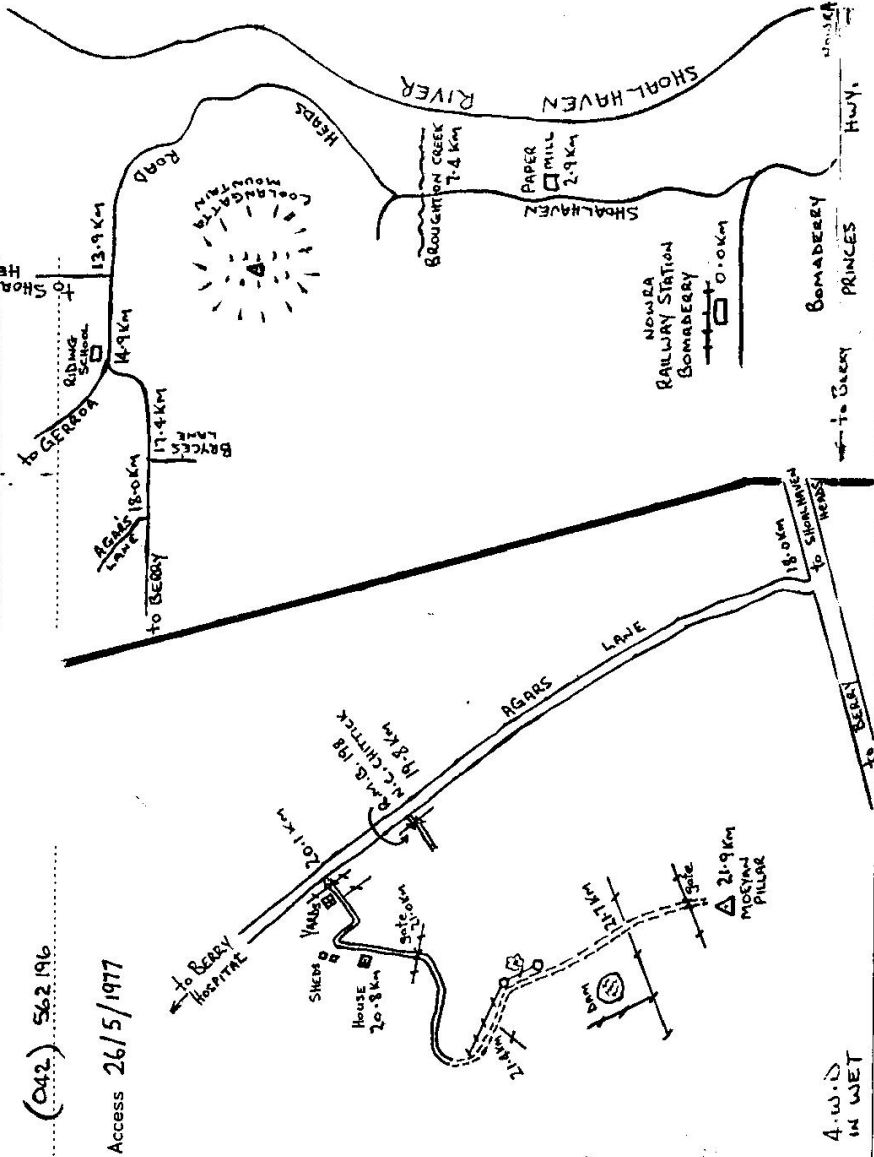 (042) 562196
Access 26/5/1977
SHOALHAVEN RIVER
HEADS
ROAD
COOLANGATTA
MOUNTAIN
BROUGHTON CREEK
7.4 KM
PAPER
MILL
2.9 KM
SHOALHAVEN
NOWRA
RAILWAY STATION
BOMADERRY
0.0 KM
NOWRA
HWY.
BOMADERRY
PRINCES
← to BERRY
to SHOAL
HE
13.9 KM
RIDING
SCHOOL
14.9 KM
to GERROA
17.4 KM
BRYCES
LANE
AGARS
LANE
18.0 KM
to BERRY
18.0 KM
to SHOALHAVEN
HEADS
to BERRY
AGARS LANE
R.M.B. 198
N.C. CHITTICK
19.8 KM
20.1 KM
← to BERRY
HOSPITAL
YARDS
SHEDS
HOUSE
20.8 KM
gate
21.0 KM
21.4 KM
DAM
21.7 KM
gate
21.9 KM
MOEYAN
PILLAR
4.W.D
IN WET